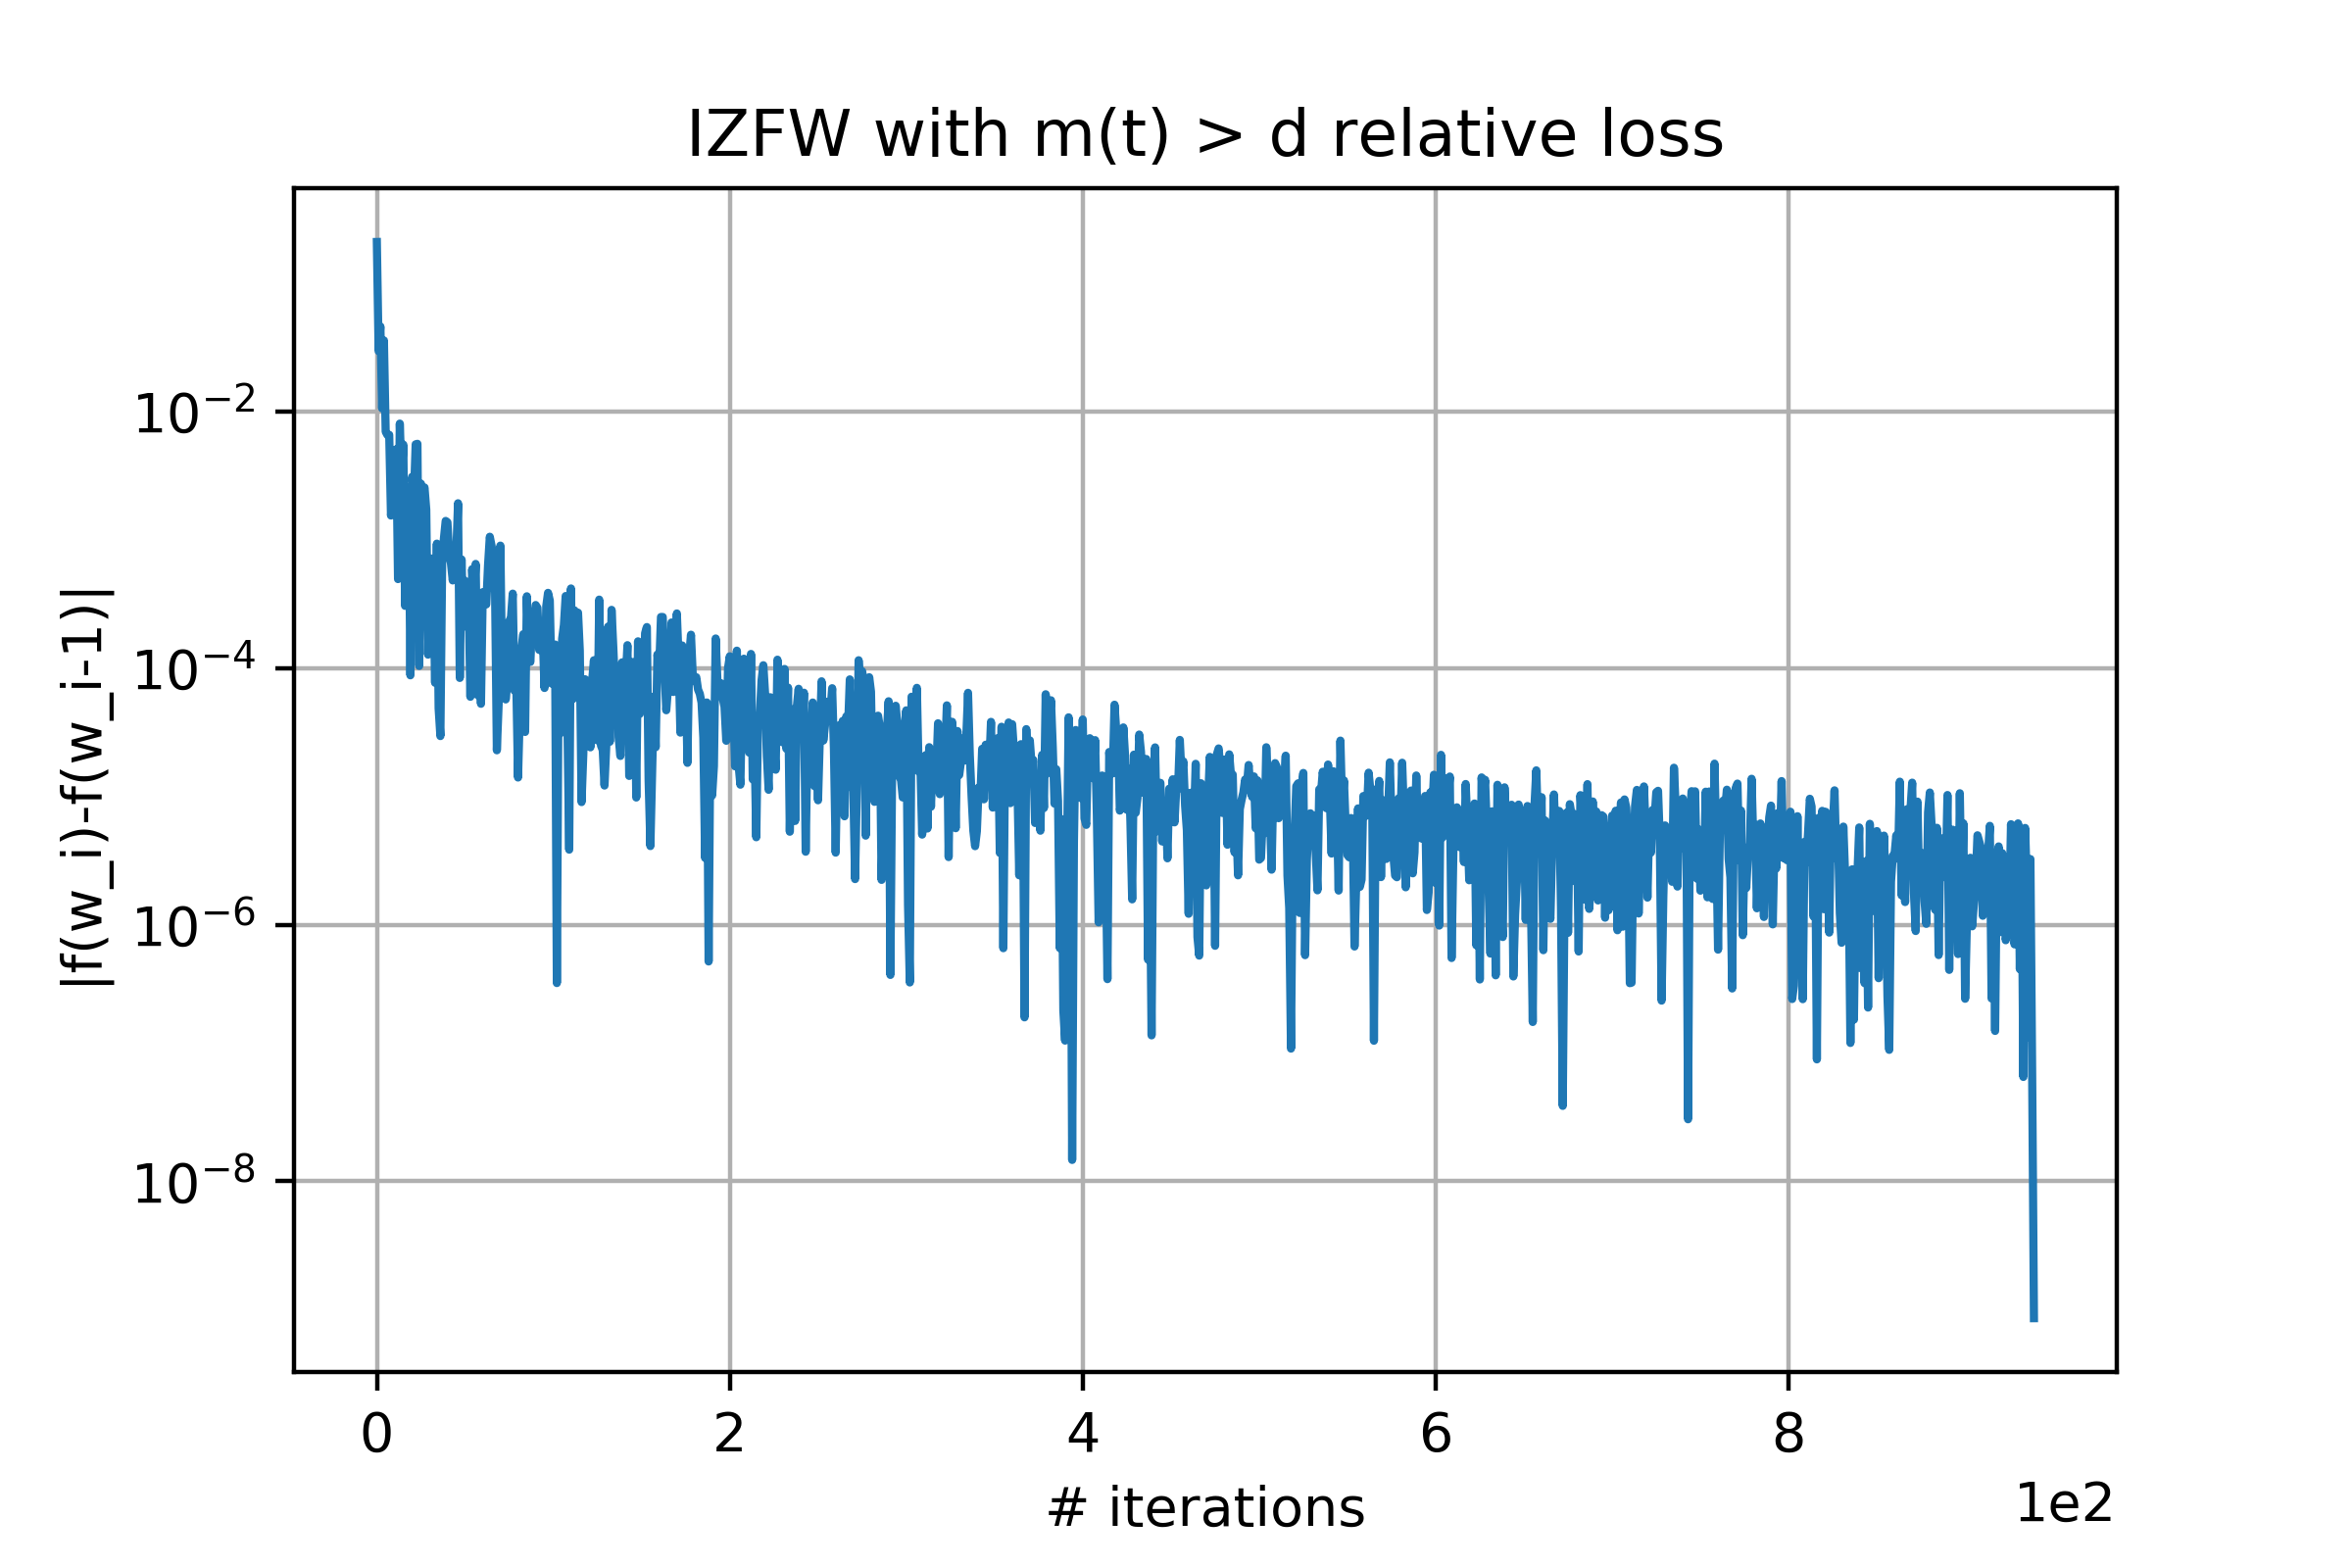 IZFW with m(t) > d relative loss
|f(w_i)-f(w_i-1)|
10⁻²
10⁻⁴
10⁻⁶
10⁻⁸
0 2 4 6 8
# iterations
1e2